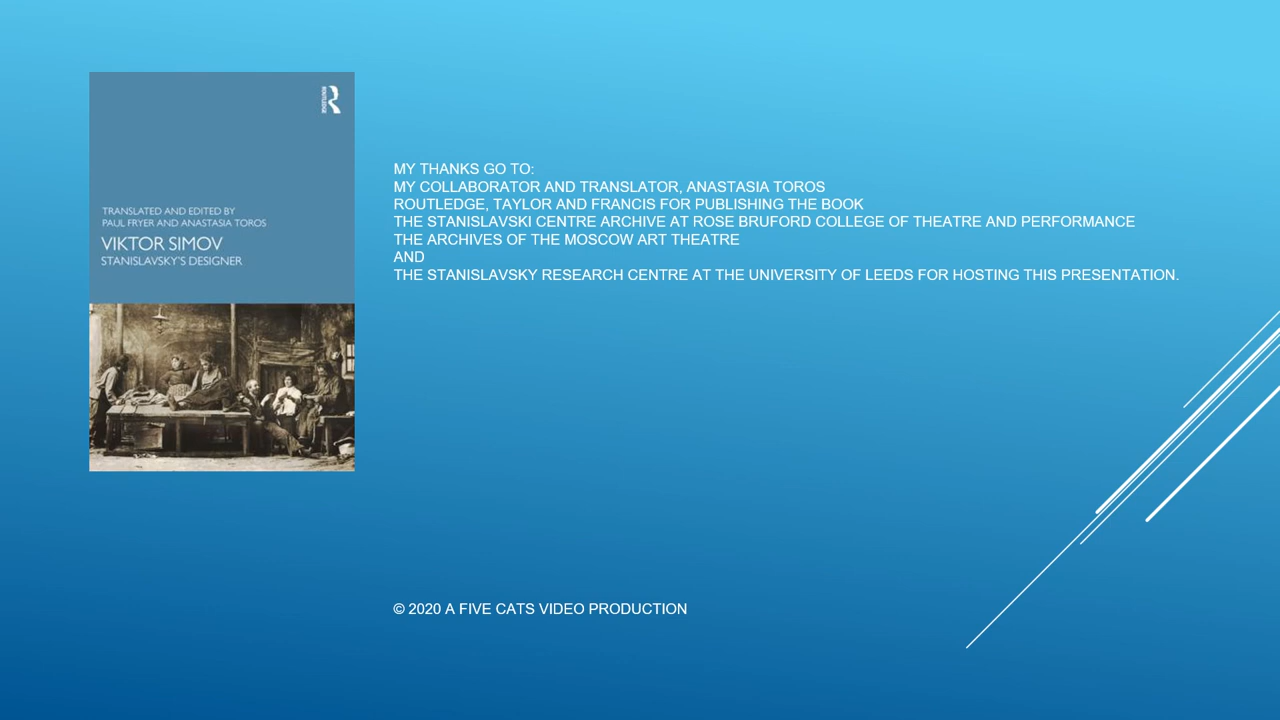 ROUTLEDGE
TRANSLATED AND EDITED BY
PAUL FRYER AND ANASTASIA TOROS
VIKTOR SIMOV
STANISLAVSKY'S DESIGNER
MY THANKS GO TO:
MY COLLABORATOR AND TRANSLATOR, ANASTASIA TOROS
ROUTLEDGE, TAYLOR AND FRANCIS FOR PUBLISHING THE BOOK
THE STANISLAVSKI CENTRE ARCHIVE AT ROSE BRUFORD COLLEGE OF THEATRE AND PERFORMANCE
THE ARCHIVES OF THE MOSCOW ART THEATRE
AND
THE STANISLAVSKY RESEARCH CENTRE AT THE UNIVERSITY OF LEEDS FOR HOSTING THIS PRESENTATION.
© 2020 A FIVE CATS VIDEO PRODUCTION